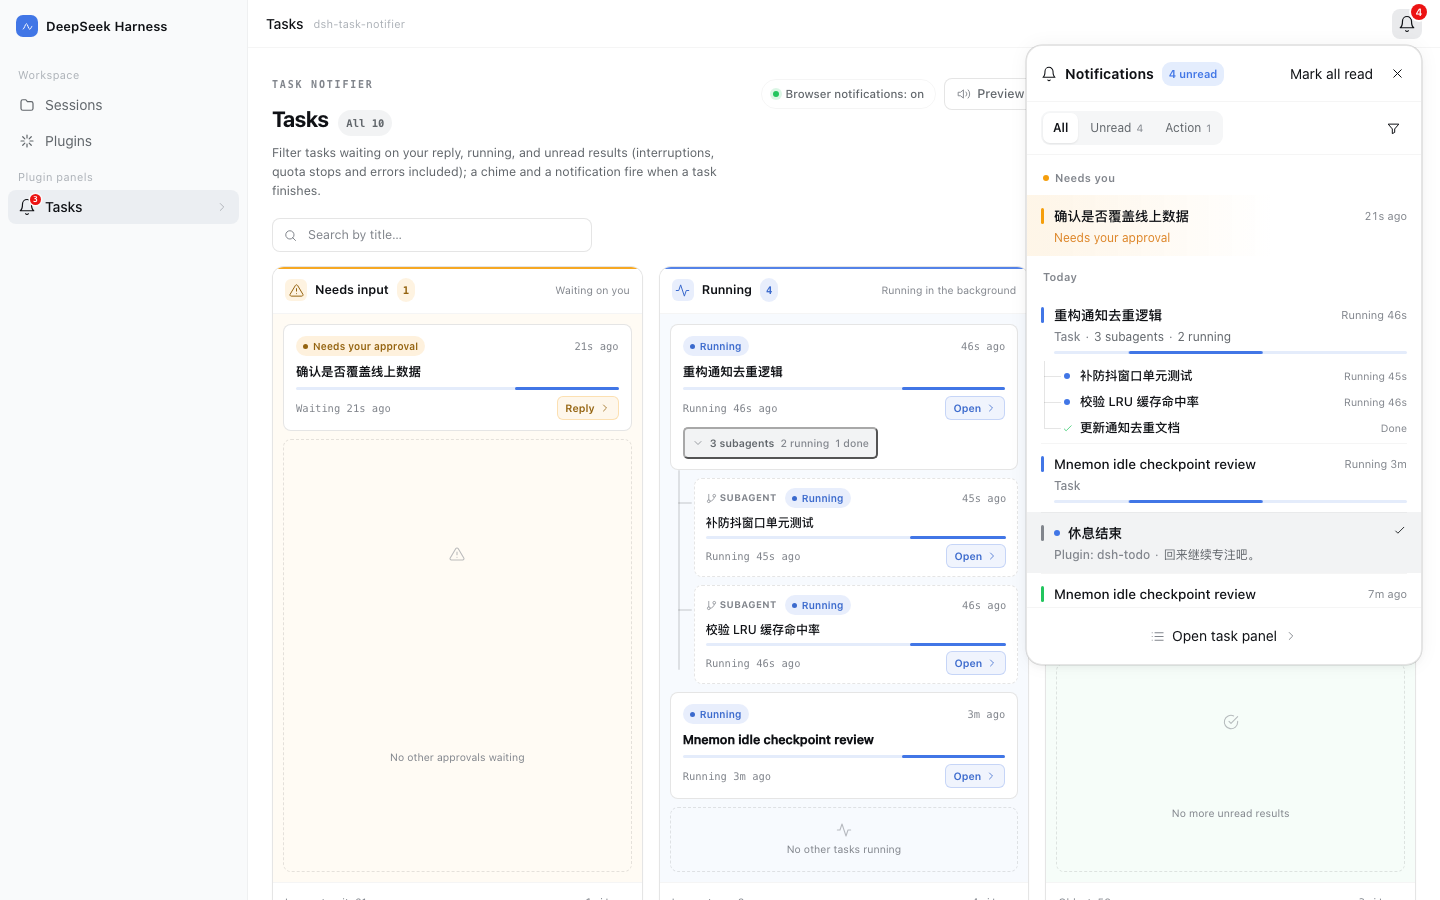 DeepSeek Harness
Workspace
Sessions
Plugins
Plugin panels
3
Tasks
Tasks dsh-task-notifier
4
TASK NOTIFIER
Tasks All 10
Filter tasks waiting on your reply, running, and unread results (interruptions,
quota stops and errors included); a chime and a notification fire when a task
finishes.
Browser notifications: on
Preview
Search by title...
Needs input 1 Waiting on you
Needs your approval 21s ago
确认是否覆盖线上数据
Waiting 21s ago Reply
No other approvals waiting
Running 4 Running in the background
Running 46s ago
重构通知去重逻辑
Running 46s ago Open
3 subagents 2 running 1 done
SUBAGENT Running 45s ago
补防抖窗口单元测试
Running 45s ago Open
SUBAGENT Running 46s ago
校验 LRU 缓存命中率
Running 46s ago Open
Running 3m ago
Mnemon idle checkpoint review
Running 3m ago Open
No other tasks running
No more unread results
Notifications 4 unread Mark all read
All Unread 4 Action 1
Needs you
确认是否覆盖线上数据 21s ago
Needs your approval
Today
重构通知去重逻辑 Running 46s
Task · 3 subagents · 2 running
补防抖窗口单元测试 Running 45s
校验 LRU 缓存命中率 Running 46s
更新通知去重文档 Done
Mnemon idle checkpoint review Running 3m
Task
休息结束
Plugin: dsh-todo · 回来继续专注吧。
Mnemon idle checkpoint review 7m ago
Open task panel